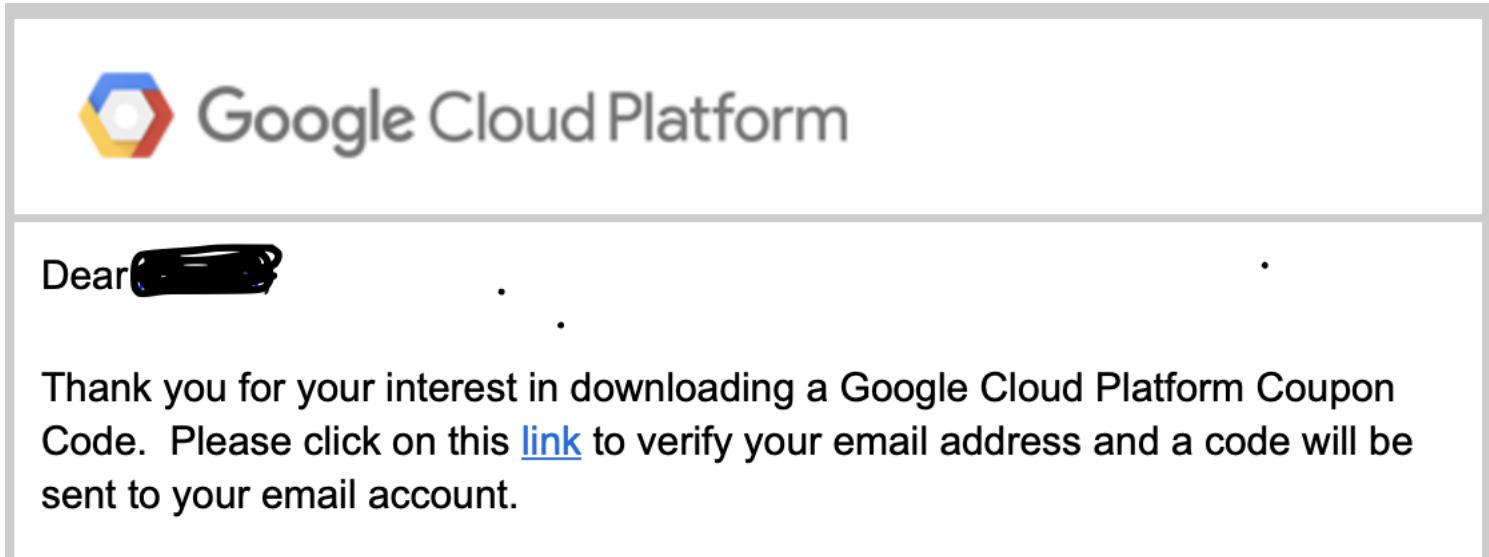 Google Cloud Platform
Dear
Thank you for your interest in downloading a Google Cloud Platform Coupon
Code.  Please click on this link to verify your email address and a code will be
sent to your email account.